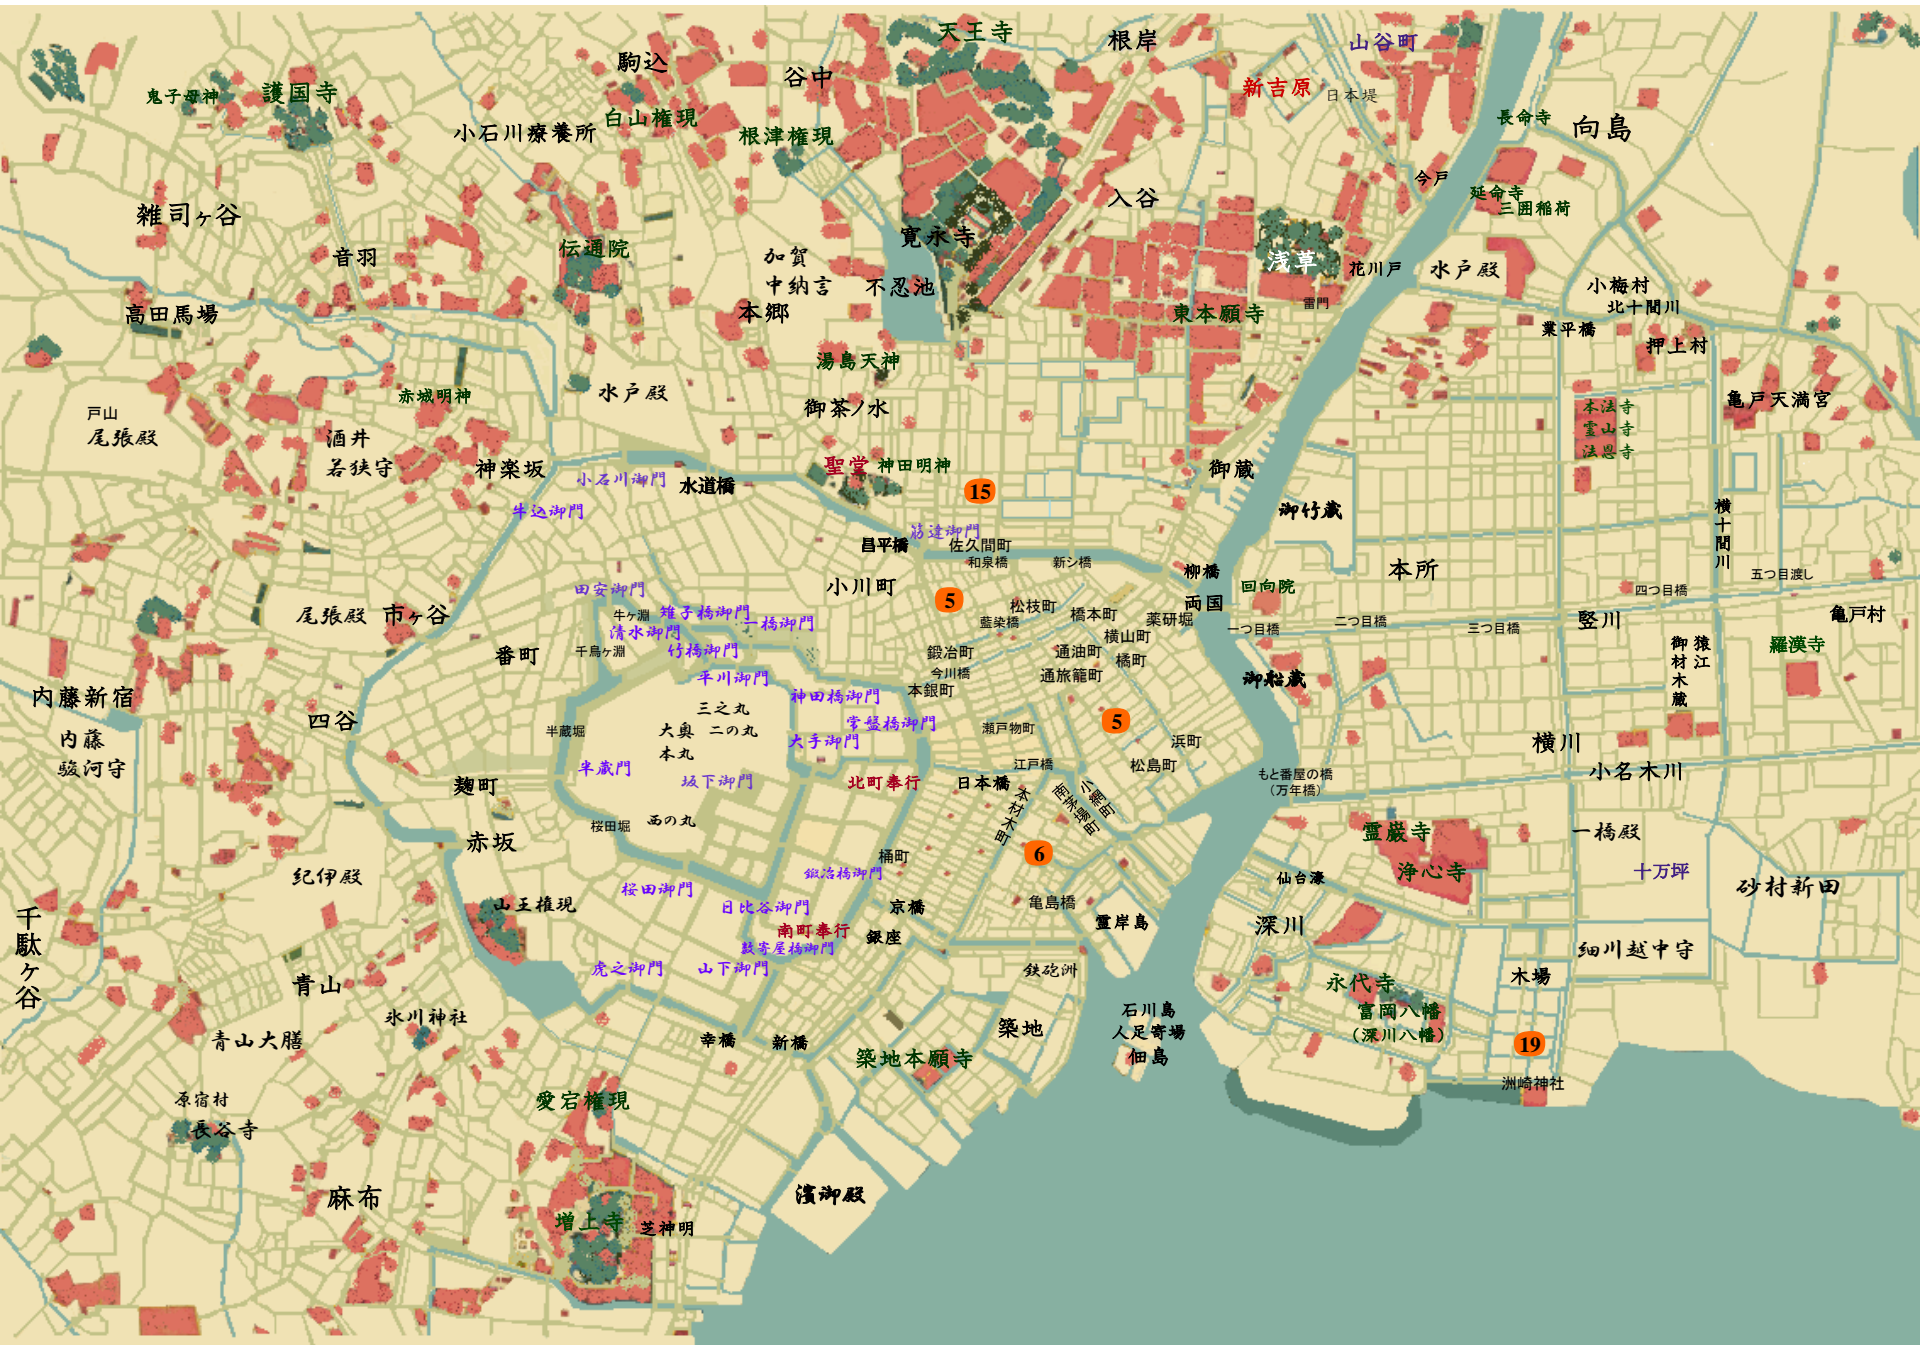 天王寺
根岸
山谷町
駒込
谷中
新吉原
日本堤
鬼子母神
護国寺
長命寺
向島
小石川療養所
白山権現
根津権現
今戸
延命寺
三囲稲荷
入谷
雑司ヶ谷
音羽
伝通院
加賀
中納言
本郷
寛永寺
不忍池
浅草
花川戸
水戸殿
雷門
東本願寺
小梅村
北十間川
業平橋
押上村
高田馬場
湯島天神
水戸殿
赤城明神
御茶ノ水
戸山
尾張殿
酒井
若狭守
亀戸天満宮
本法寺
霊山寺
法恩寺
神楽坂
小石川御門
水道橋
聖堂
神田明神
15
御蔵
御竹蔵
牛込御門
筋違御門
昌平橋
佐久間町
和泉橋
新シ橋
横十間川
柳橋
両国
本所
回向院
五つ目渡し
四つ目橋
田安御門
小川町
5
松枝町
橋本町
薬研堀
藍染橋
横山町
一つ目橋
二つ目橋
三つ目橋
竪川
亀戸村
尾張殿
市ヶ谷
牛ヶ淵
雉子橋御門
一橋御門
清水御門
竹橋御門
千鳥ヶ淵
番町
鍛冶町
通油町
橘町
今川橋
通旅籠町
本銀町
御船蔵
猿江
御材木蔵
羅漢寺
平川御門
神田橋御門
内藤新宿
内藤
駿河守
四谷
三之丸
大奥
二の丸
本丸
常盤橋御門
大手御門
半蔵堀
半蔵門
瀬戸物町
5
浜町
江戸橋
松島町
横川
小名木川
坂下御門
北町奉行
日本橋
本材木町
南茅場町
小網町
もと番屋の橋
（万年橋）
麹町
桜田堀
西の丸
赤坂
桶町
6
霊巌寺
浄心寺
一橋殿
十万坪
砂村新田
紀伊殿
鍛冶橋御門
桜田御門
日比谷御門
京橋
亀島橋
仙台濠
山王権現
南町奉行
数寄屋橋御門
銀座
霊岸島
深川
細川越中守
千駄ヶ谷
虎之御門
山下御門
鉄砲洲
木場
青山
永代寺
富岡八幡
（深川八幡）
氷川神社
石川島
人足寄場
佃島
青山大膳
幸橋
新橋
築地
築地本願寺
19
洲崎神社
原宿村
長谷寺
愛宕権現
麻布
濱御殿
増上寺
芝神明